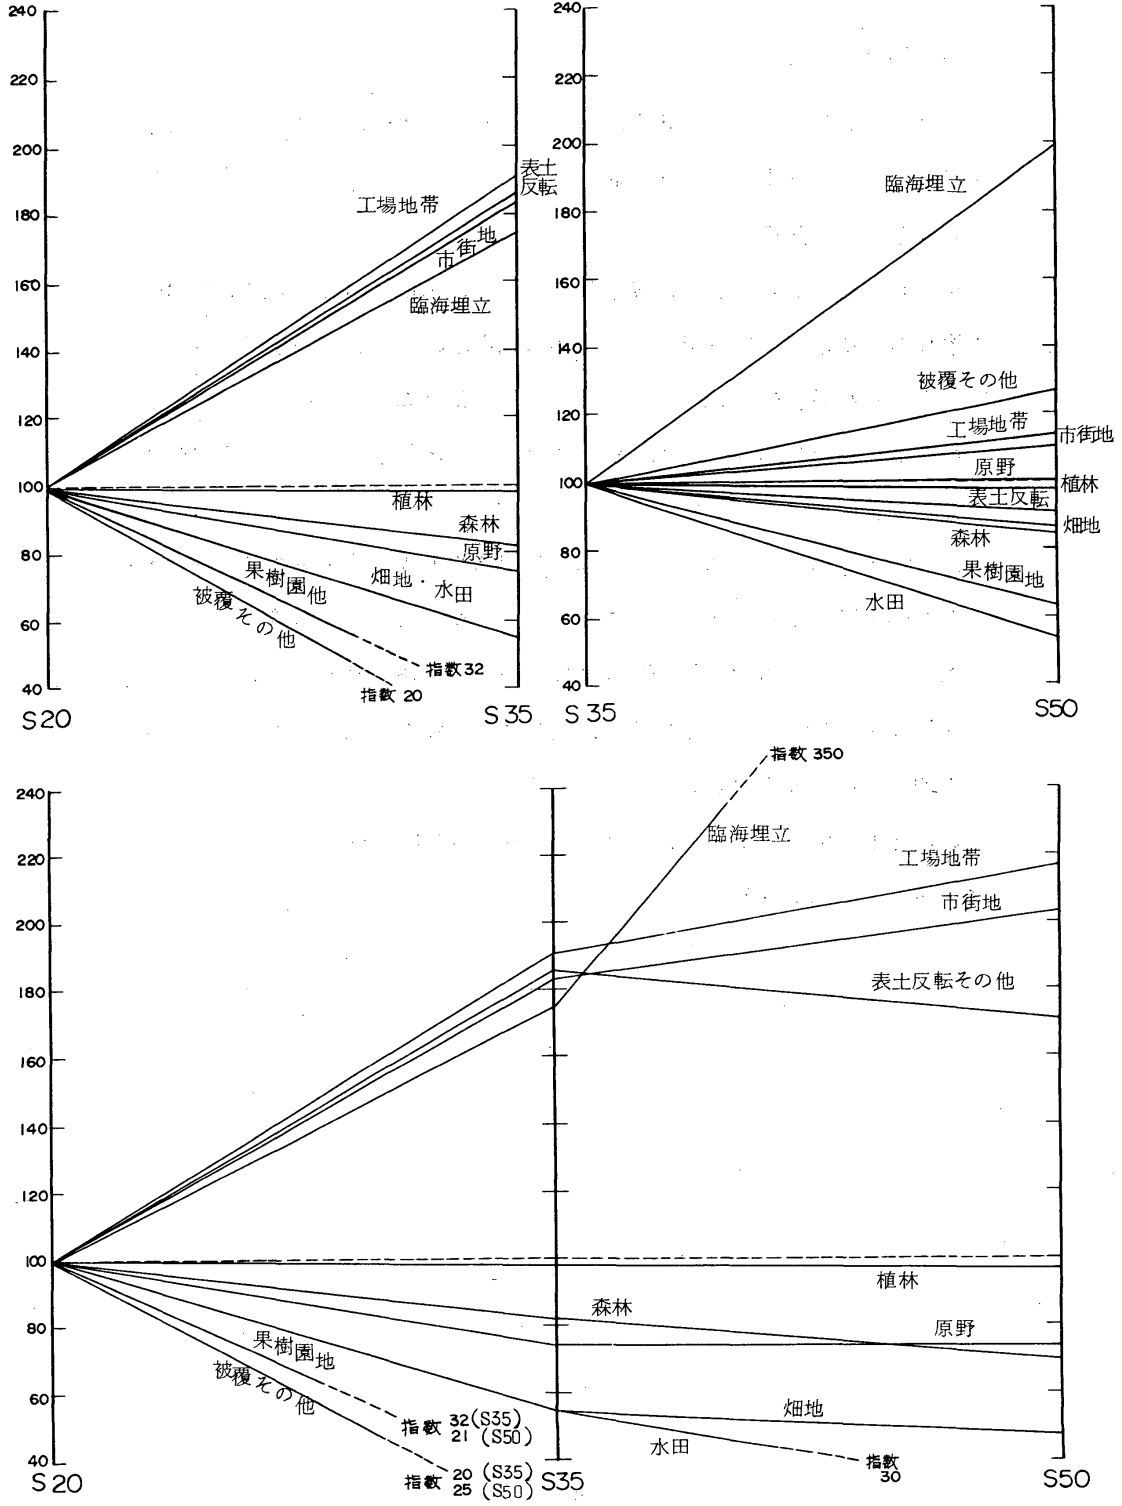 240
220
200
180
160
140
120
100
80
60
40
S20
S35
表土
反転
工場地帯
市街地
臨海埋立
植林
森林
原野
畑地・水田
果樹園他
被覆その他
指数32
指数20
240
220
200
180
160
140
120
100
80
60
40
S35
S50
臨海埋立
被覆その他
工場地帯
市街地
原野
植林
表土反転
畑地
森林
果樹園地
水田
240
220
200
180
160
140
120
100
80
60
40
S20
S35
S50
指数350
臨海埋立
工場地帯
市街地
表土反転その他
植林
森林
原野
果樹園地
被覆その他
畑地
水田
指数 32(S35)
21 (S50)
指数 20 (S35)
25 (S50)
指数
30